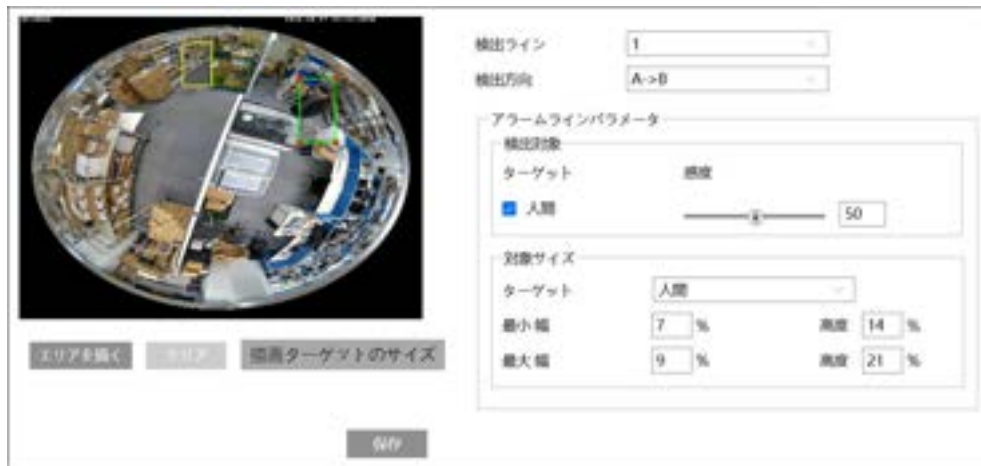 検出ライン 1
検出方向 A->B
アラームラインパラメータ
検出対象
ターゲット 感度
人間 50
対象サイズ
ターゲット 人間
最小 幅 7 % 高度 14 %
最大 幅 9 % 高度 21 %
エリアを描く クリア 描画ターゲットのサイズ
保存